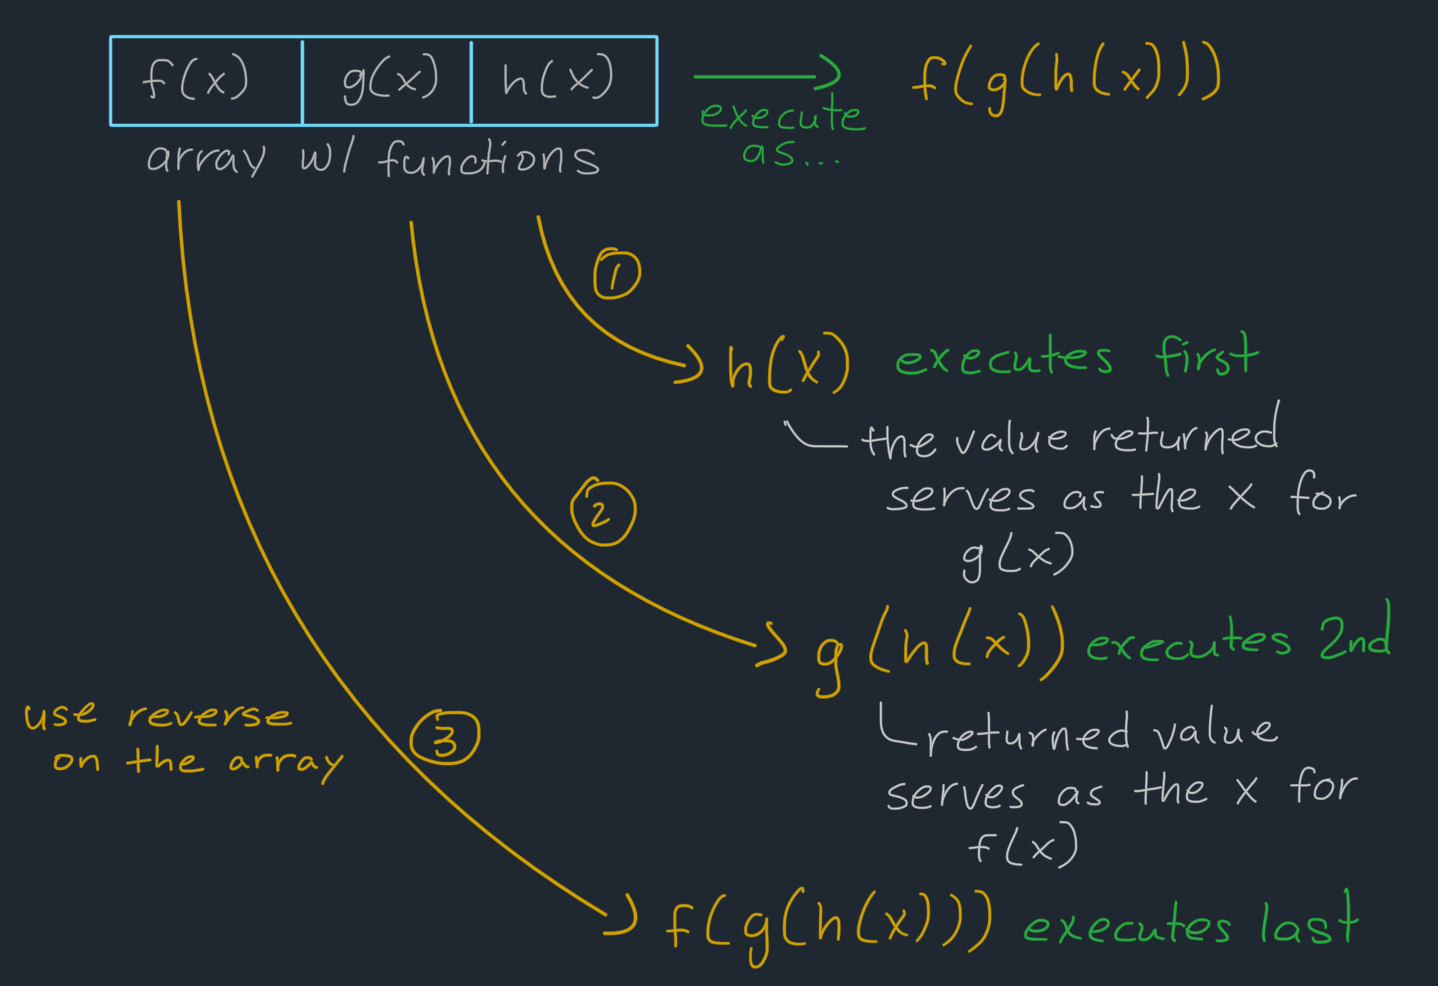 f(x) g(x) h(x)
execute
as...
f(g(h(x)))
array w/ functions
1
h(x) executes first
the value returned
serves as the x for
g(x)
2
g(h(x)) executes 2nd
returned value
serves as the x for
f(x)
use reverse
on the array
3
f(g(h(x))) executes last